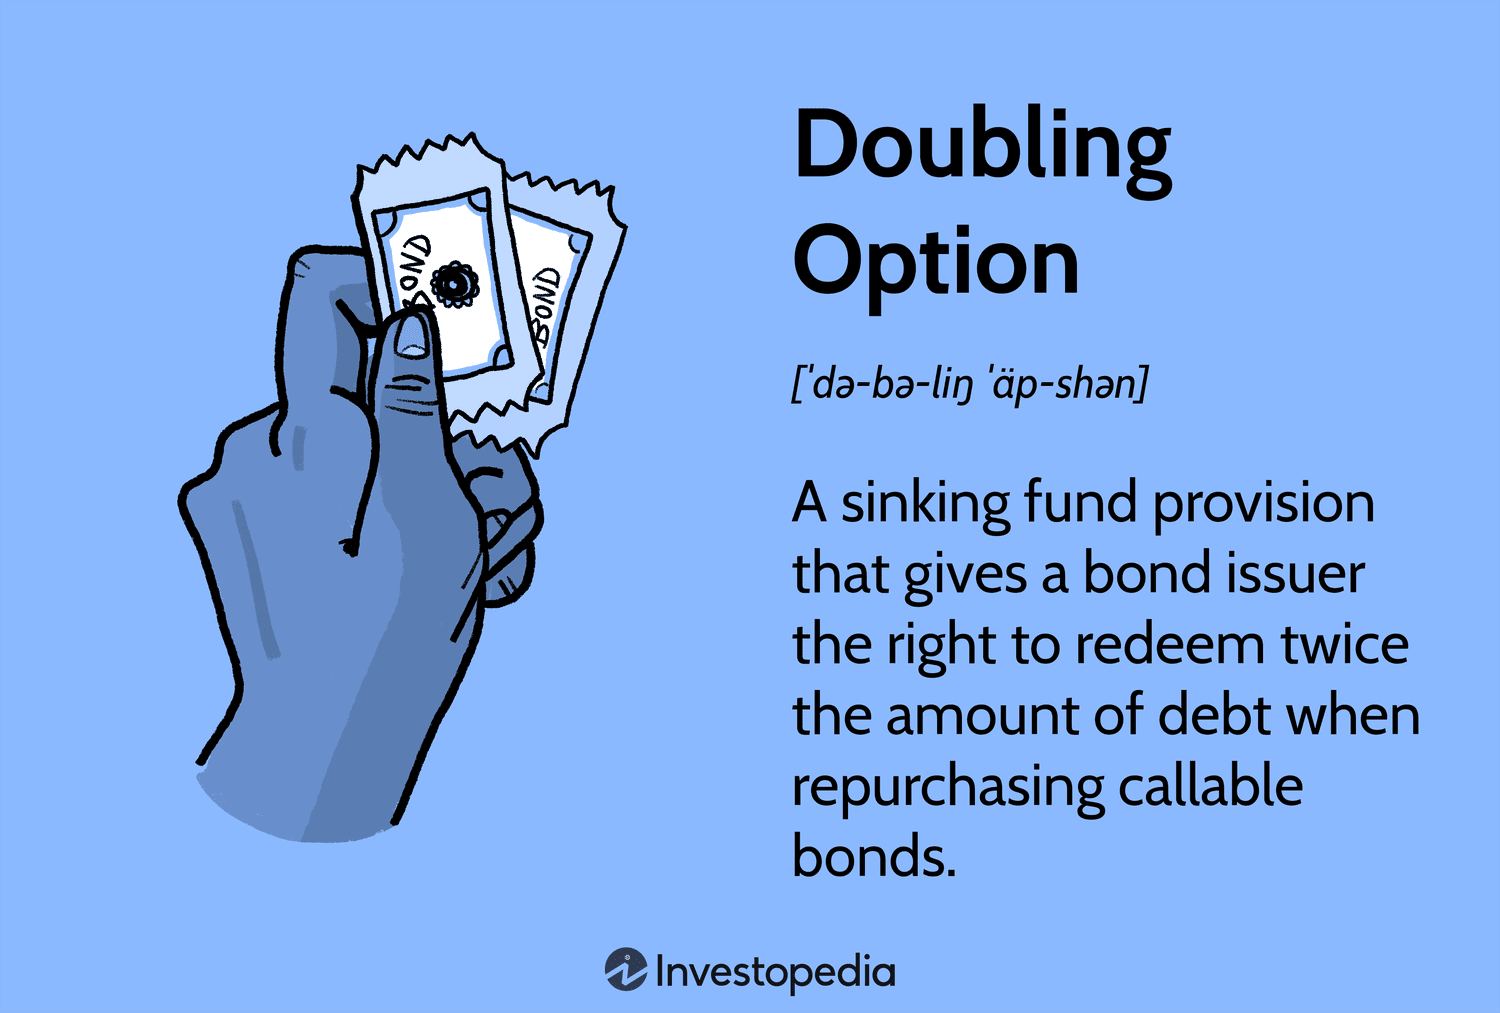 Doubling
Option
[ˈdə-bə-liŋ ˈäp-shən]
A sinking fund provision
that gives a bond issuer
the right to redeem twice
the amount of debt when
repurchasing callable
bonds.
BOND
BOND
Investopedia